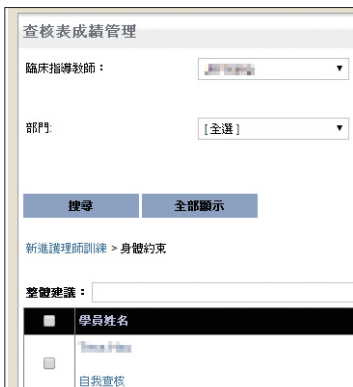 查核表成績管理
臨床指導教師：
部門: [全選]
搜尋 全部顯示
新進護理師訓練 > 身體約束
整體建議：
學員姓名
自我查核